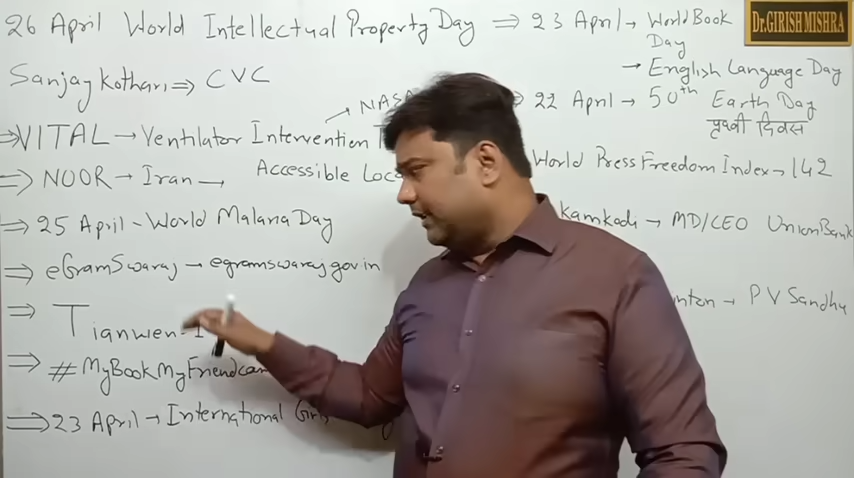 26 April World Intellectual Property Day
Sanjay Kothari ⇒ CVC
⇒ VITAL → Ventilator Intervention
→ NASA
⇒ NOOR → Iran →
Accessible
⇒ 25 April - World Malaria Day
⇒ eGramSwaraj → egramswaraj.gov.in
⇒ Tianwen-1
⇒ #MyBookMyFriend
⇒ 23 April → International
⇒ 23 April → World Book
Day
→ English Language Day
22 April → 50th Earth Day
पृथ्वी दिवस
World Press Freedom Index → 142
→ MD/CEO Union Bank
→ P V Sandhu
Dr.GIRISH MISHRA